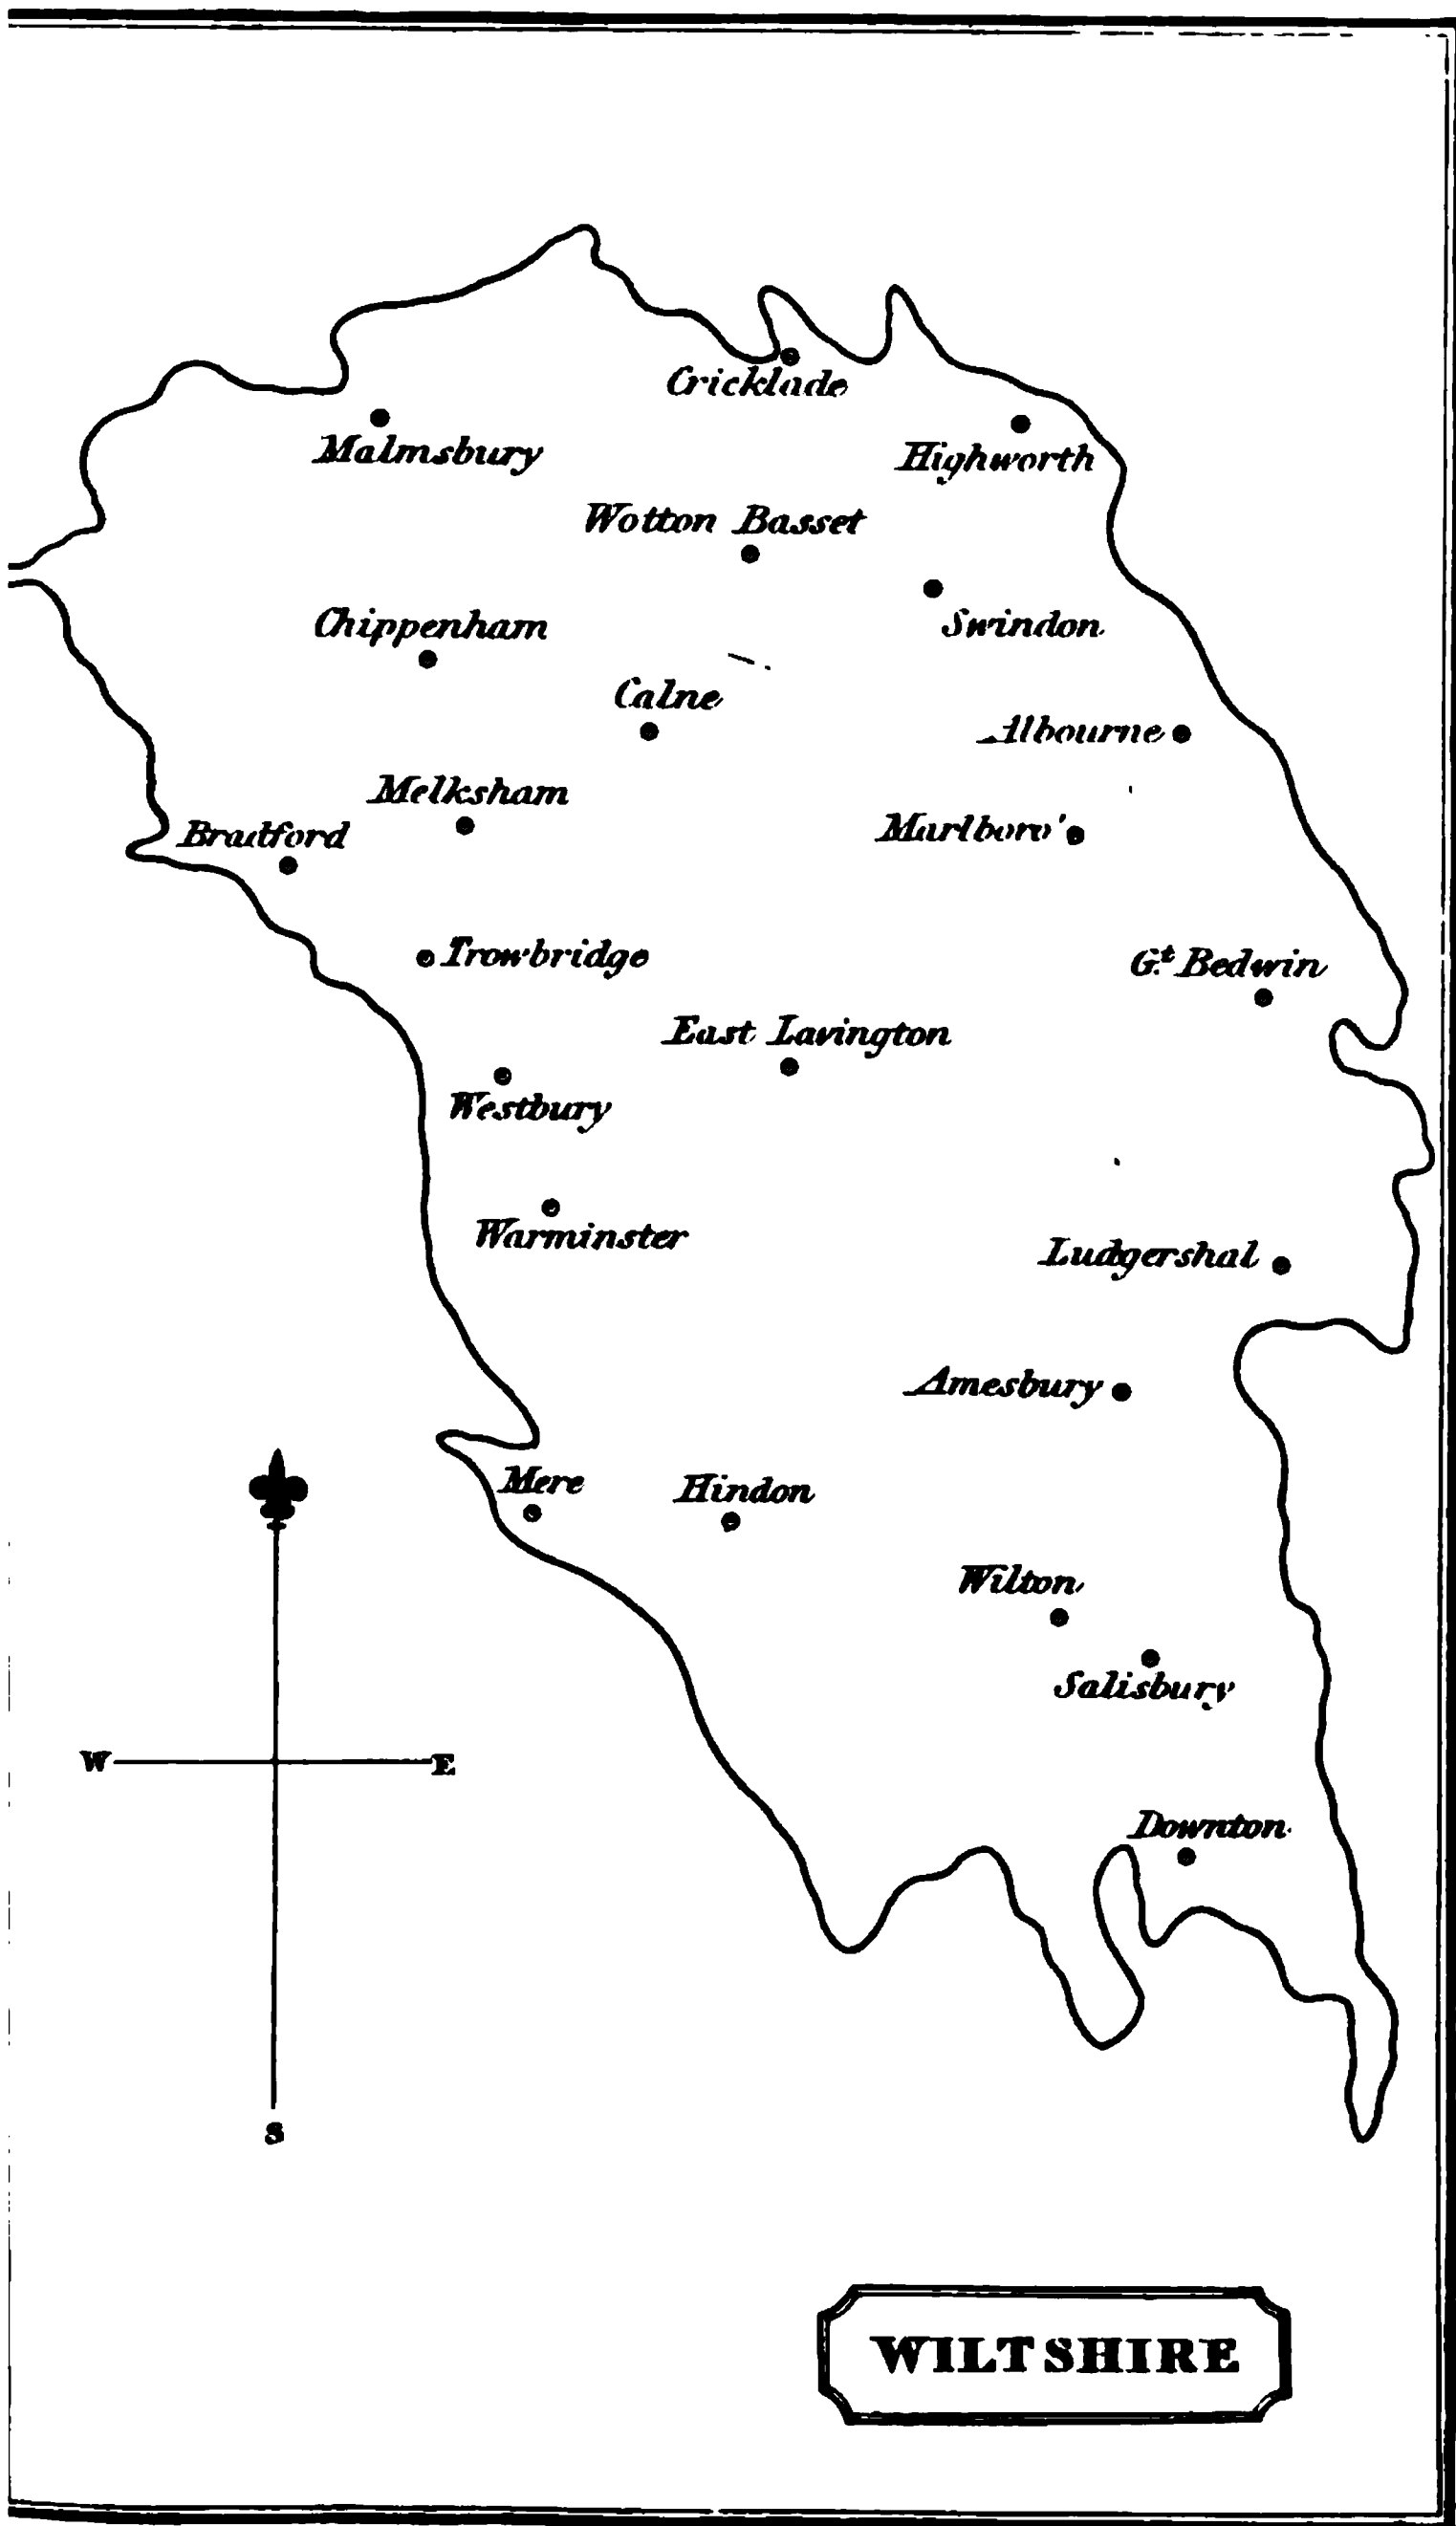 Cricklade
Malmsbury
Highworth
Wotton Basset
Swindon
Chippenham
Calne
Albourne
Melksham
Bradford
Marlboro'
Trowbridge
Gt. Bedwin
East Lavington
Westbury
Warminster
Ludgershal
Amesbury
Mere
Hindon
Wilton
Salisbury
W
E
Downton
S
WILTSHIRE